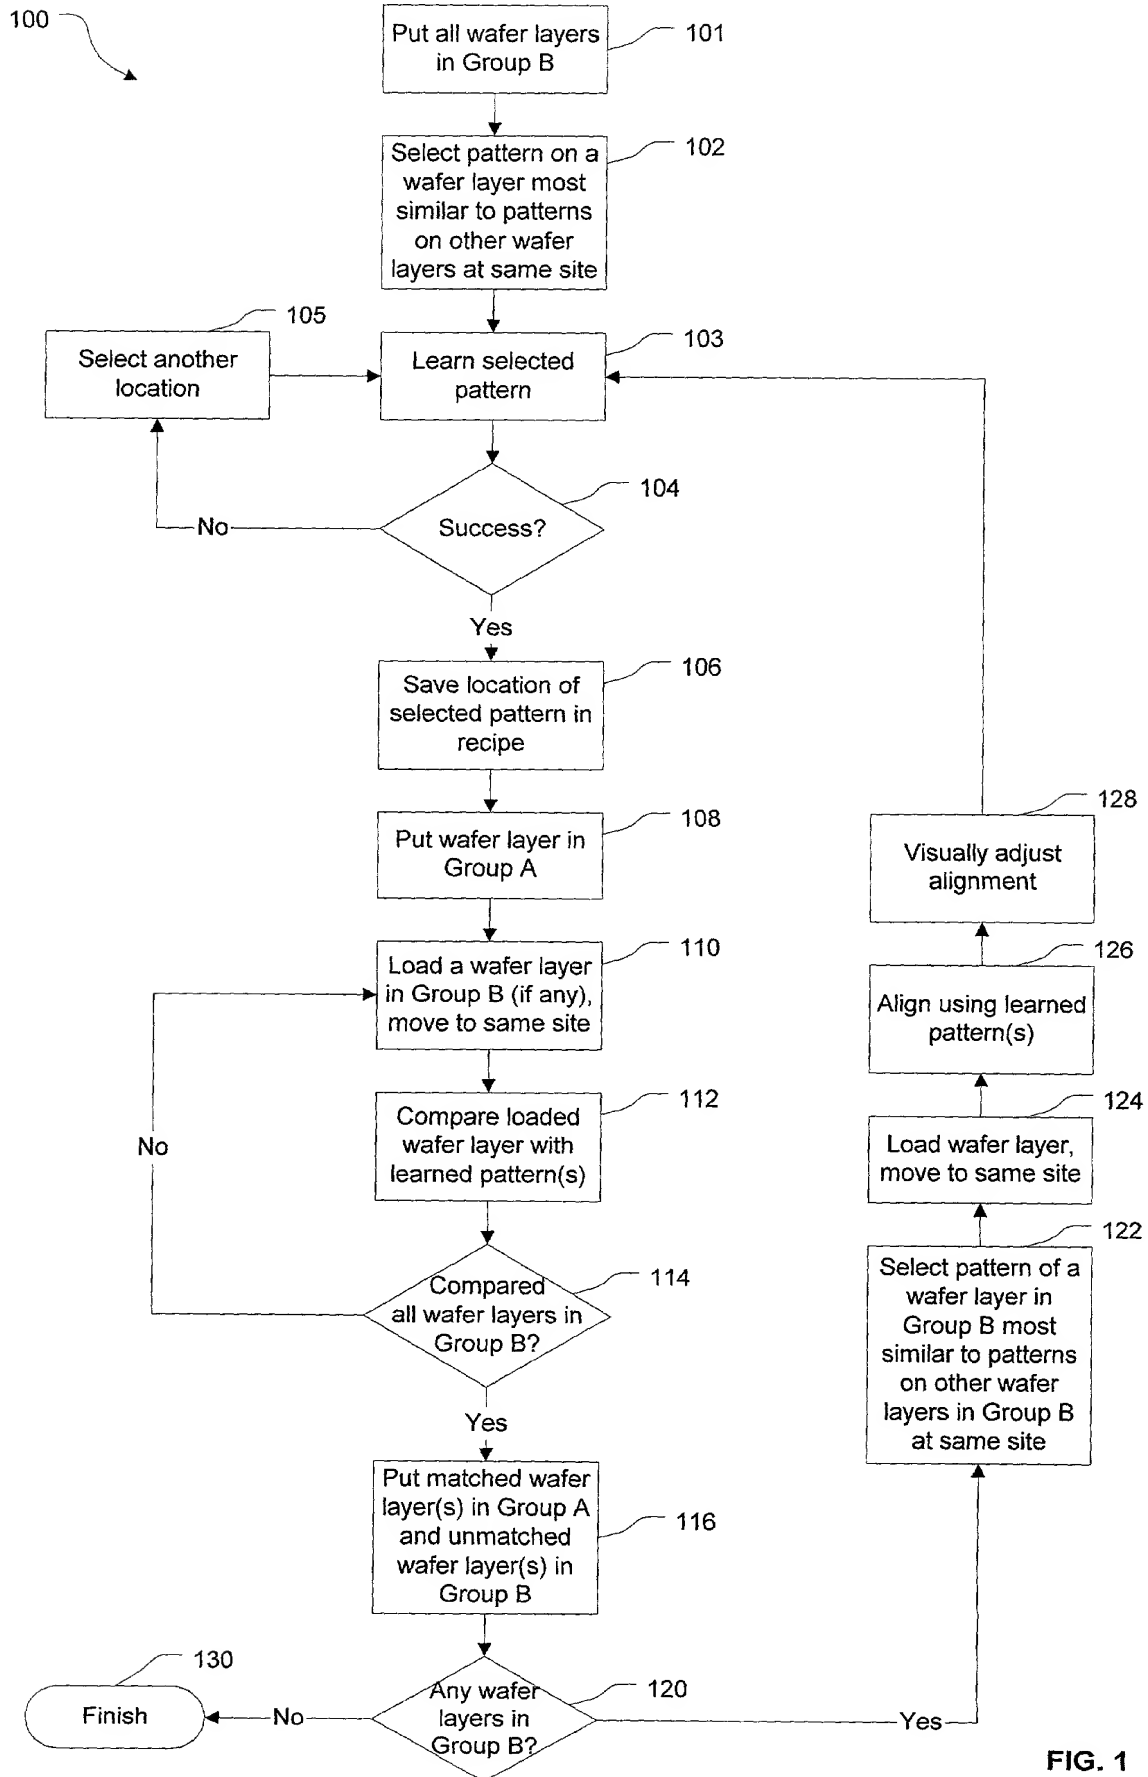 100
Put all wafer layers
in Group B
101
Select pattern on a
wafer layer most
similar to patterns
on other wafer
layers at same site
102
105
Select another
location
Learn selected
pattern
103
Success?
104
No
Yes
Save location of
selected pattern in
recipe
106
Put wafer layer in
Group A
108
Load a wafer layer
in Group B (if any),
move to same site
110
Compare loaded
wafer layer with
learned pattern(s)
112
No
Compared
all wafer layers in
Group B?
114
Yes
Put matched wafer
layer(s) in Group A
and unmatched
wafer layer(s) in
Group B
116
Any wafer
layers in
Group B?
120
No
130
Finish
Yes
122
Select pattern of a
wafer layer in
Group B most
similar to patterns
on other wafer
layers in Group B
at same site
124
Load wafer layer,
move to same site
126
Align using learned
pattern(s)
128
Visually adjust
alignment
FIG. 1